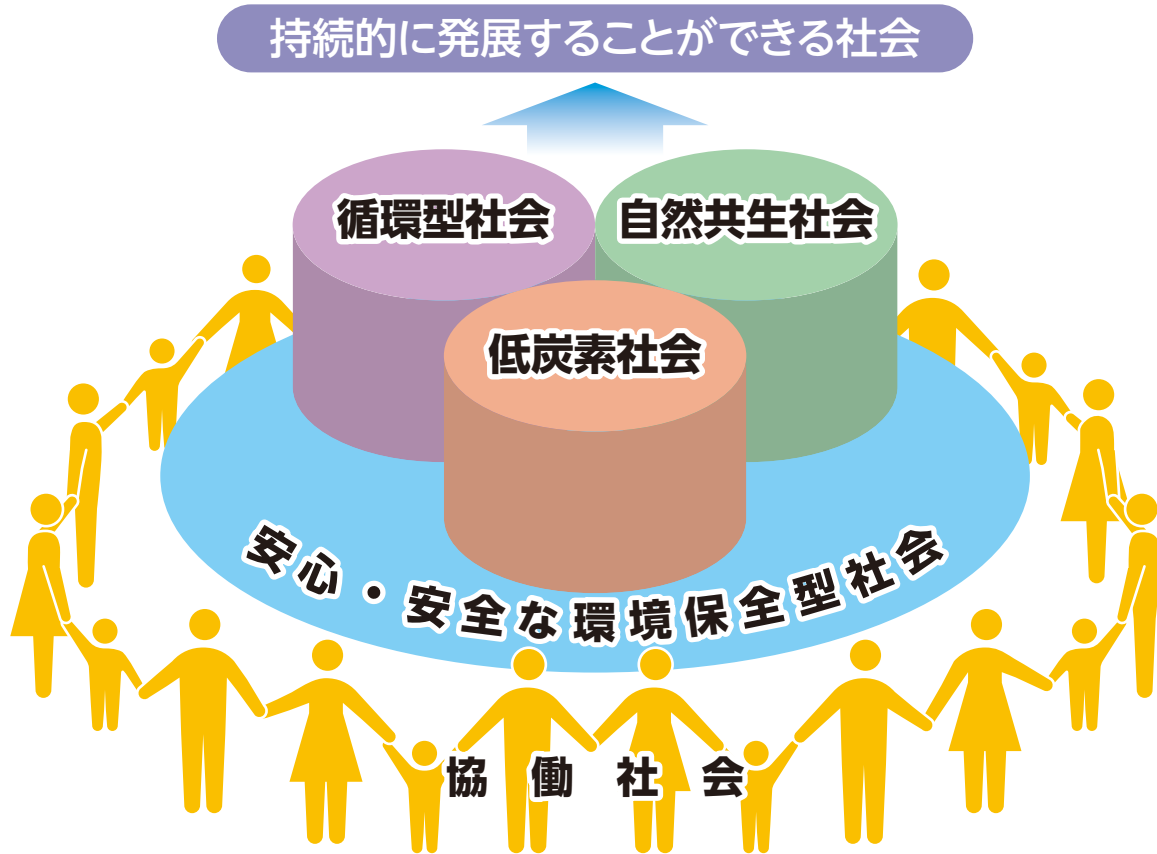 持続的に発展することができる社会
循環型社会
自然共生社会
低炭素社会
安心・安全な環境保全型社会
協働社会